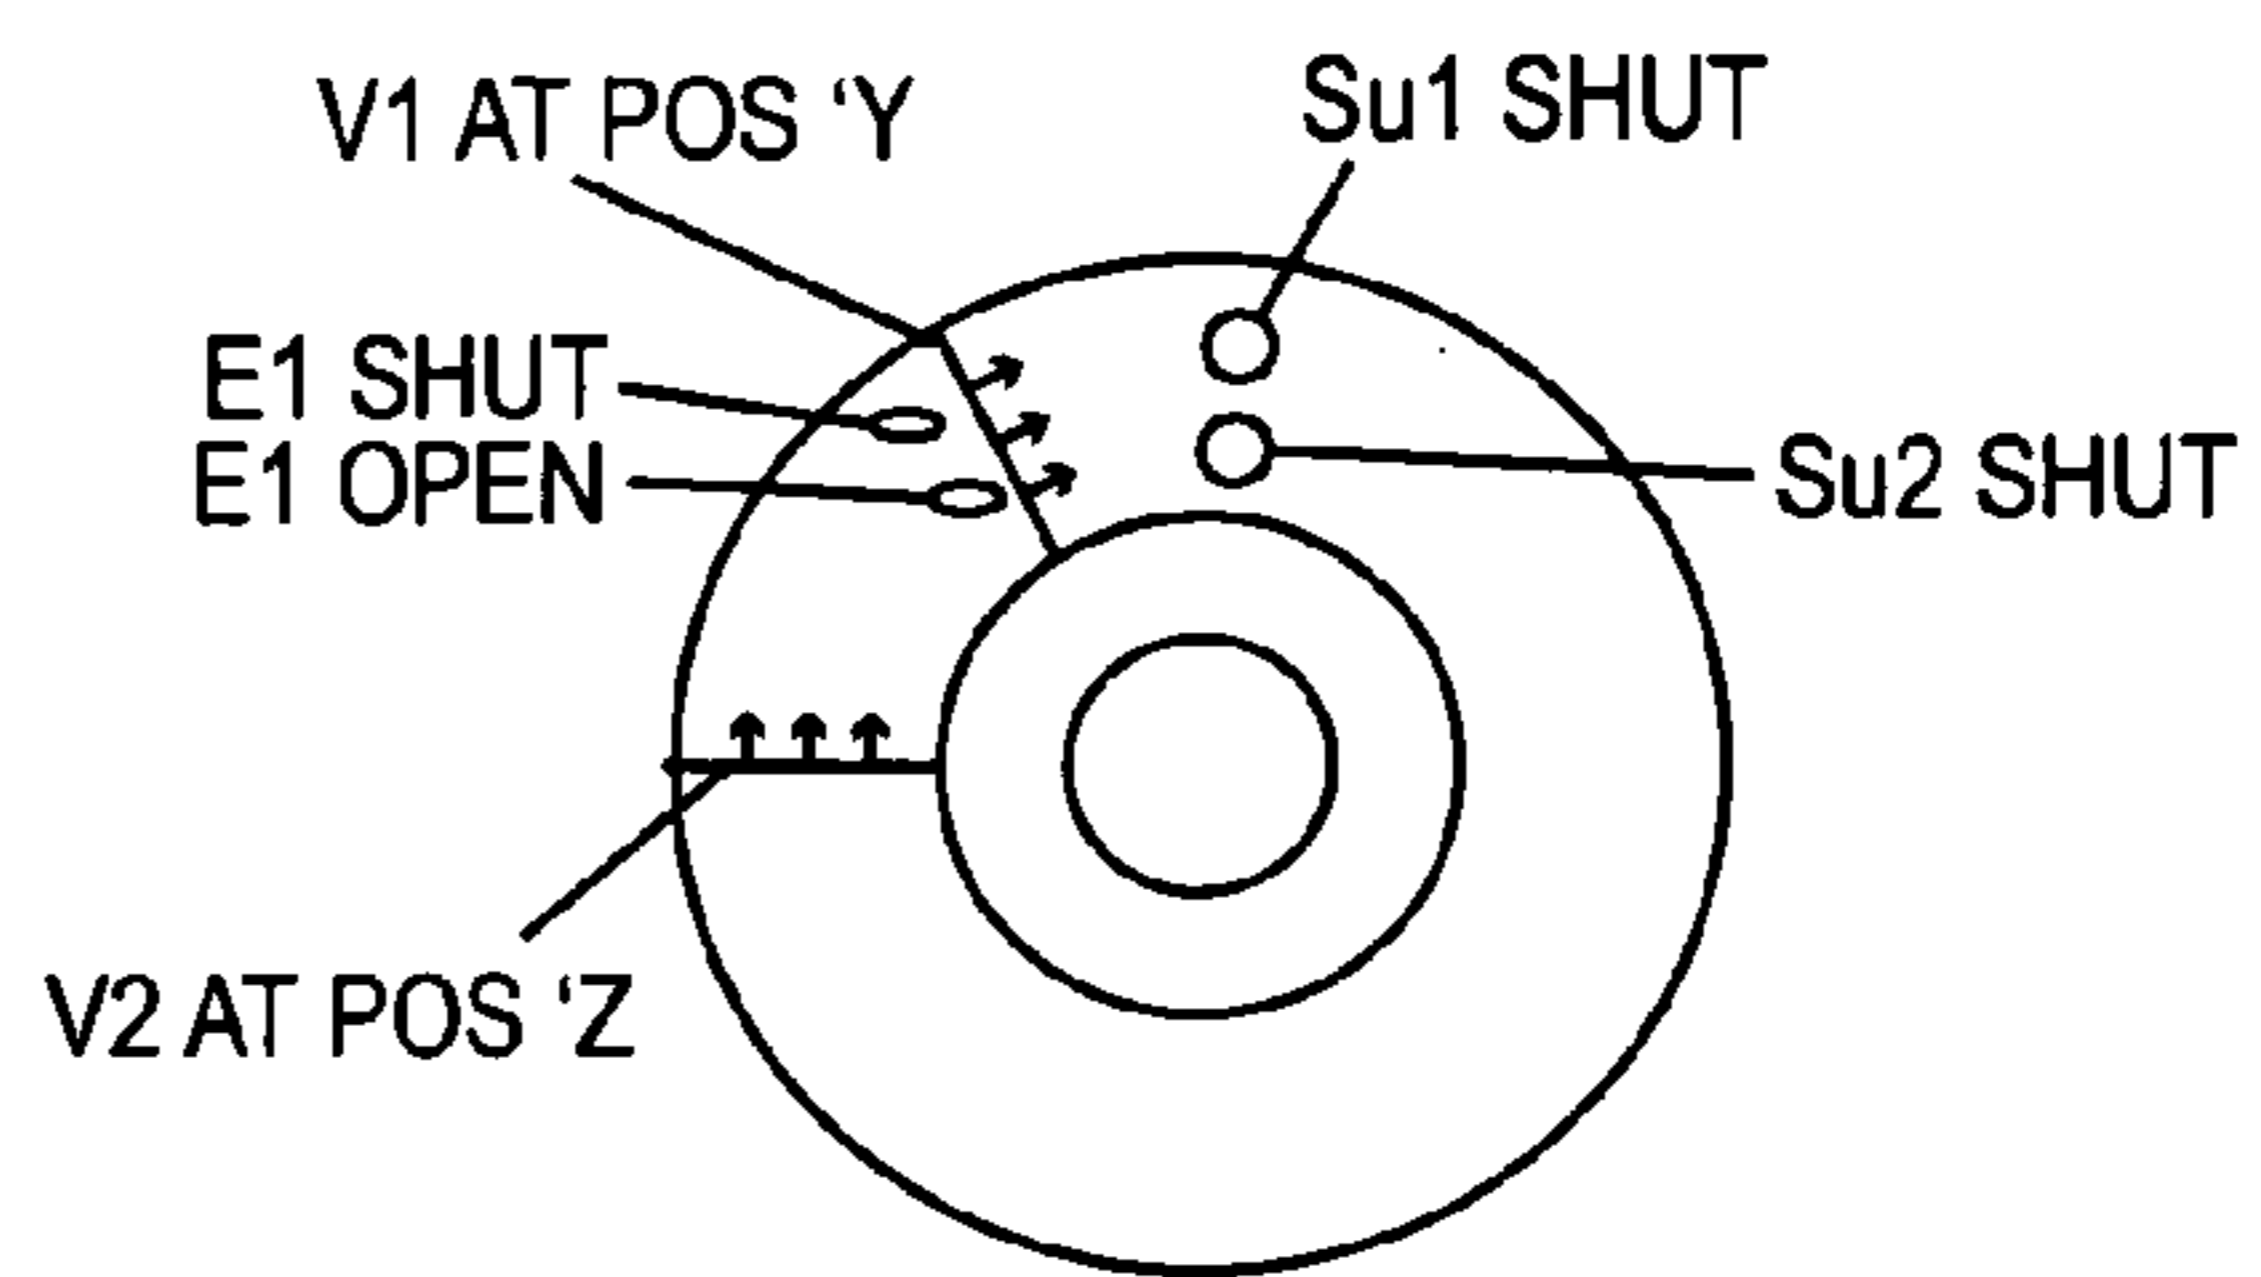 V1 AT POS ‘Y
Su1 SHUT
E1 SHUT
E1 OPEN
Su2 SHUT
V2 AT POS ‘Z